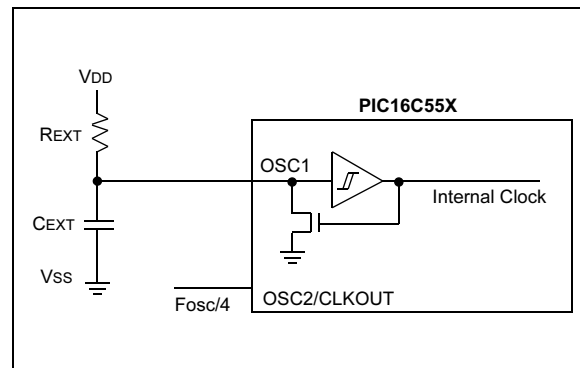 VDD
PIC16C55X
REXT
OSC1
Internal Clock
CEXT
VSS
Fosc/4
OSC2/CLKOUT